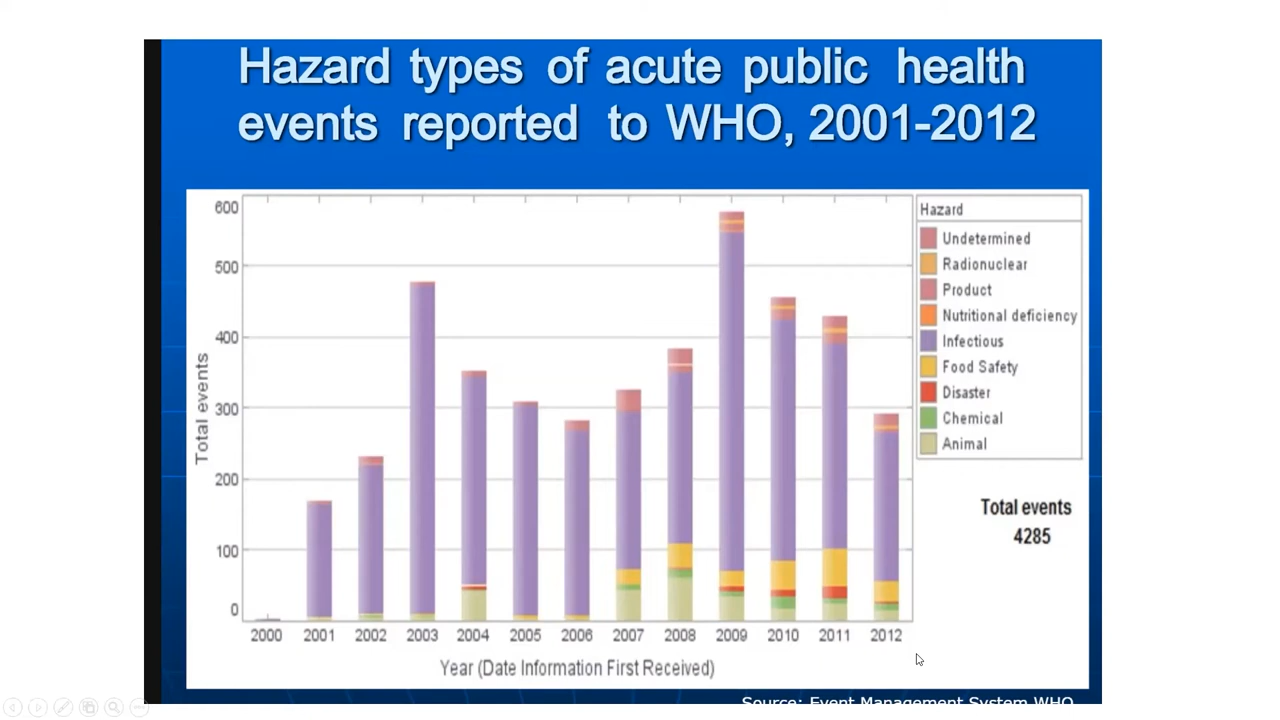 Hazard types of acute public health
events reported to WHO, 2001-2012
600
500
400
300
200
100
0
Total events
2000 2001 2002 2003 2004 2005 2006 2007 2008 2009 2010 2011 2012
Year (Date Information First Received)
Hazard
Undetermined
Radionuclear
Product
Nutritional deficiency
Infectious
Food Safety
Disaster
Chemical
Animal
Total events
4285
Source: Event Management System WHO